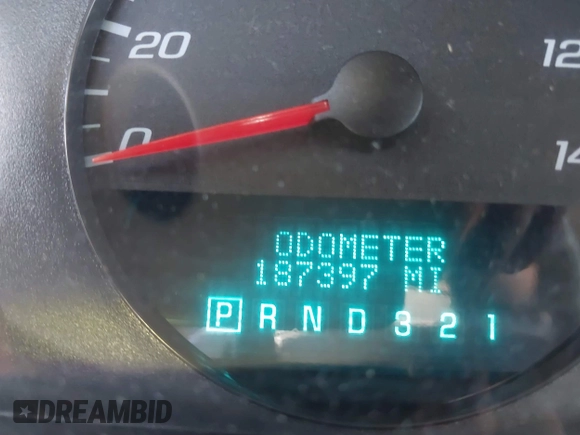 20
0
12
14
ODOMETER
187397 MI
P R N D 3 2 1
DREAMBID